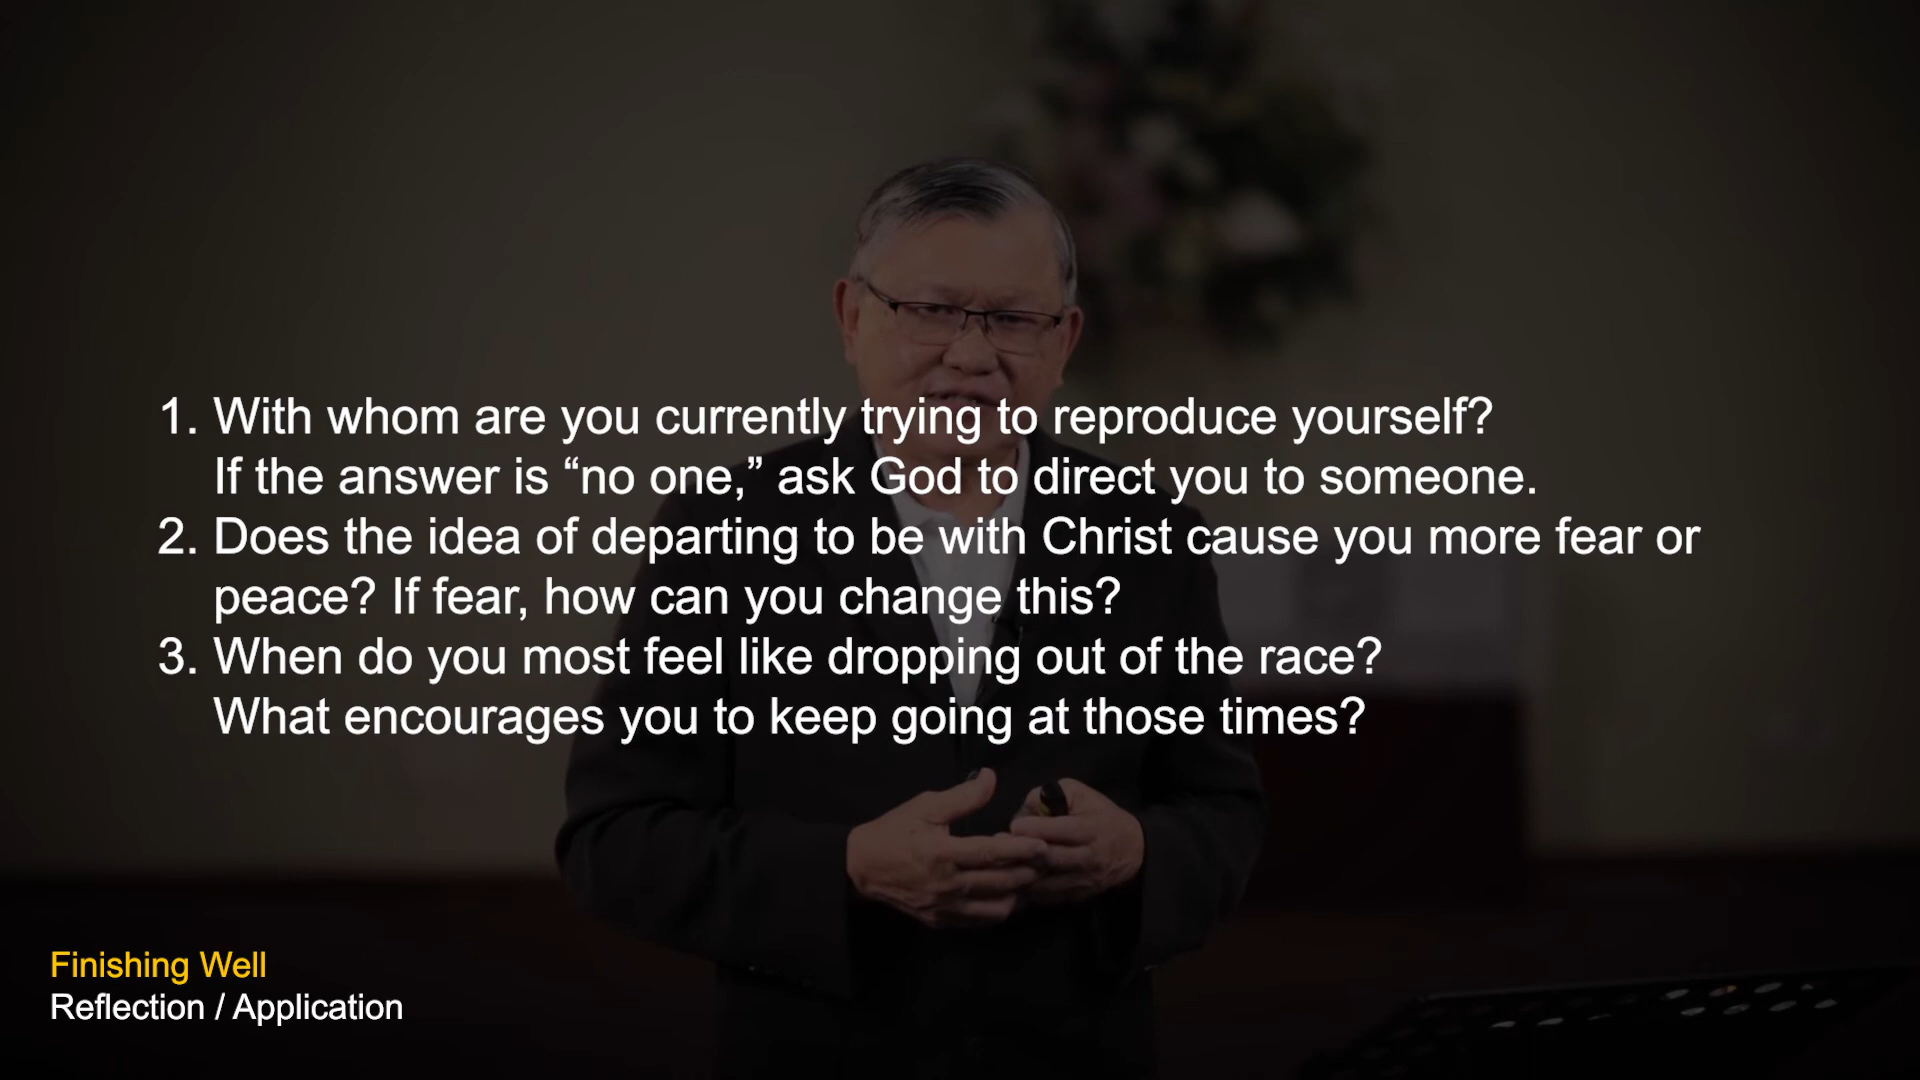 1. With whom are you currently trying to reproduce yourself?
If the answer is “no one,” ask God to direct you to someone.
2. Does the idea of departing to be with Christ cause you more fear or
peace? If fear, how can you change this?
3. When do you most feel like dropping out of the race?
What encourages you to keep going at those times?
Finishing Well
Reflection / Application